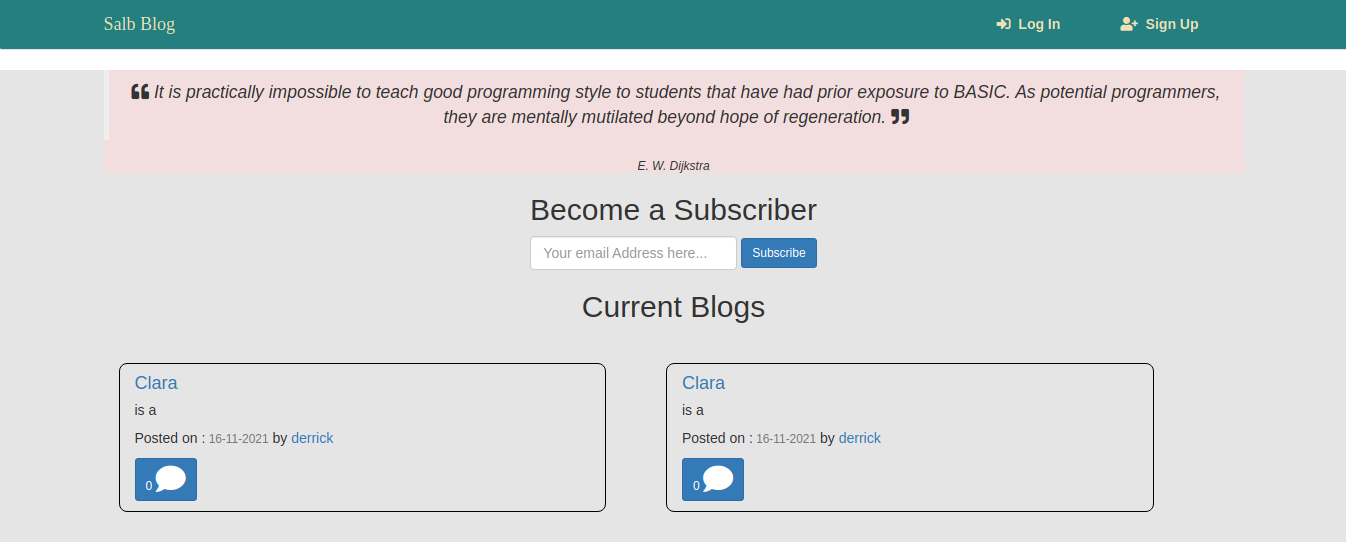 Salb Blog Log In Sign Up
❝ It is practically impossible to teach good programming style to students that have had prior exposure to BASIC. As potential programmers,
they are mentally mutilated beyond hope of regeneration. ❞
E. W. Dijkstra
Become a Subscriber
Your email Address here... Subscribe
Current Blogs
Clara
is a
Posted on : 16-11-2021 by derrick
0
Clara
is a
Posted on : 16-11-2021 by derrick
0